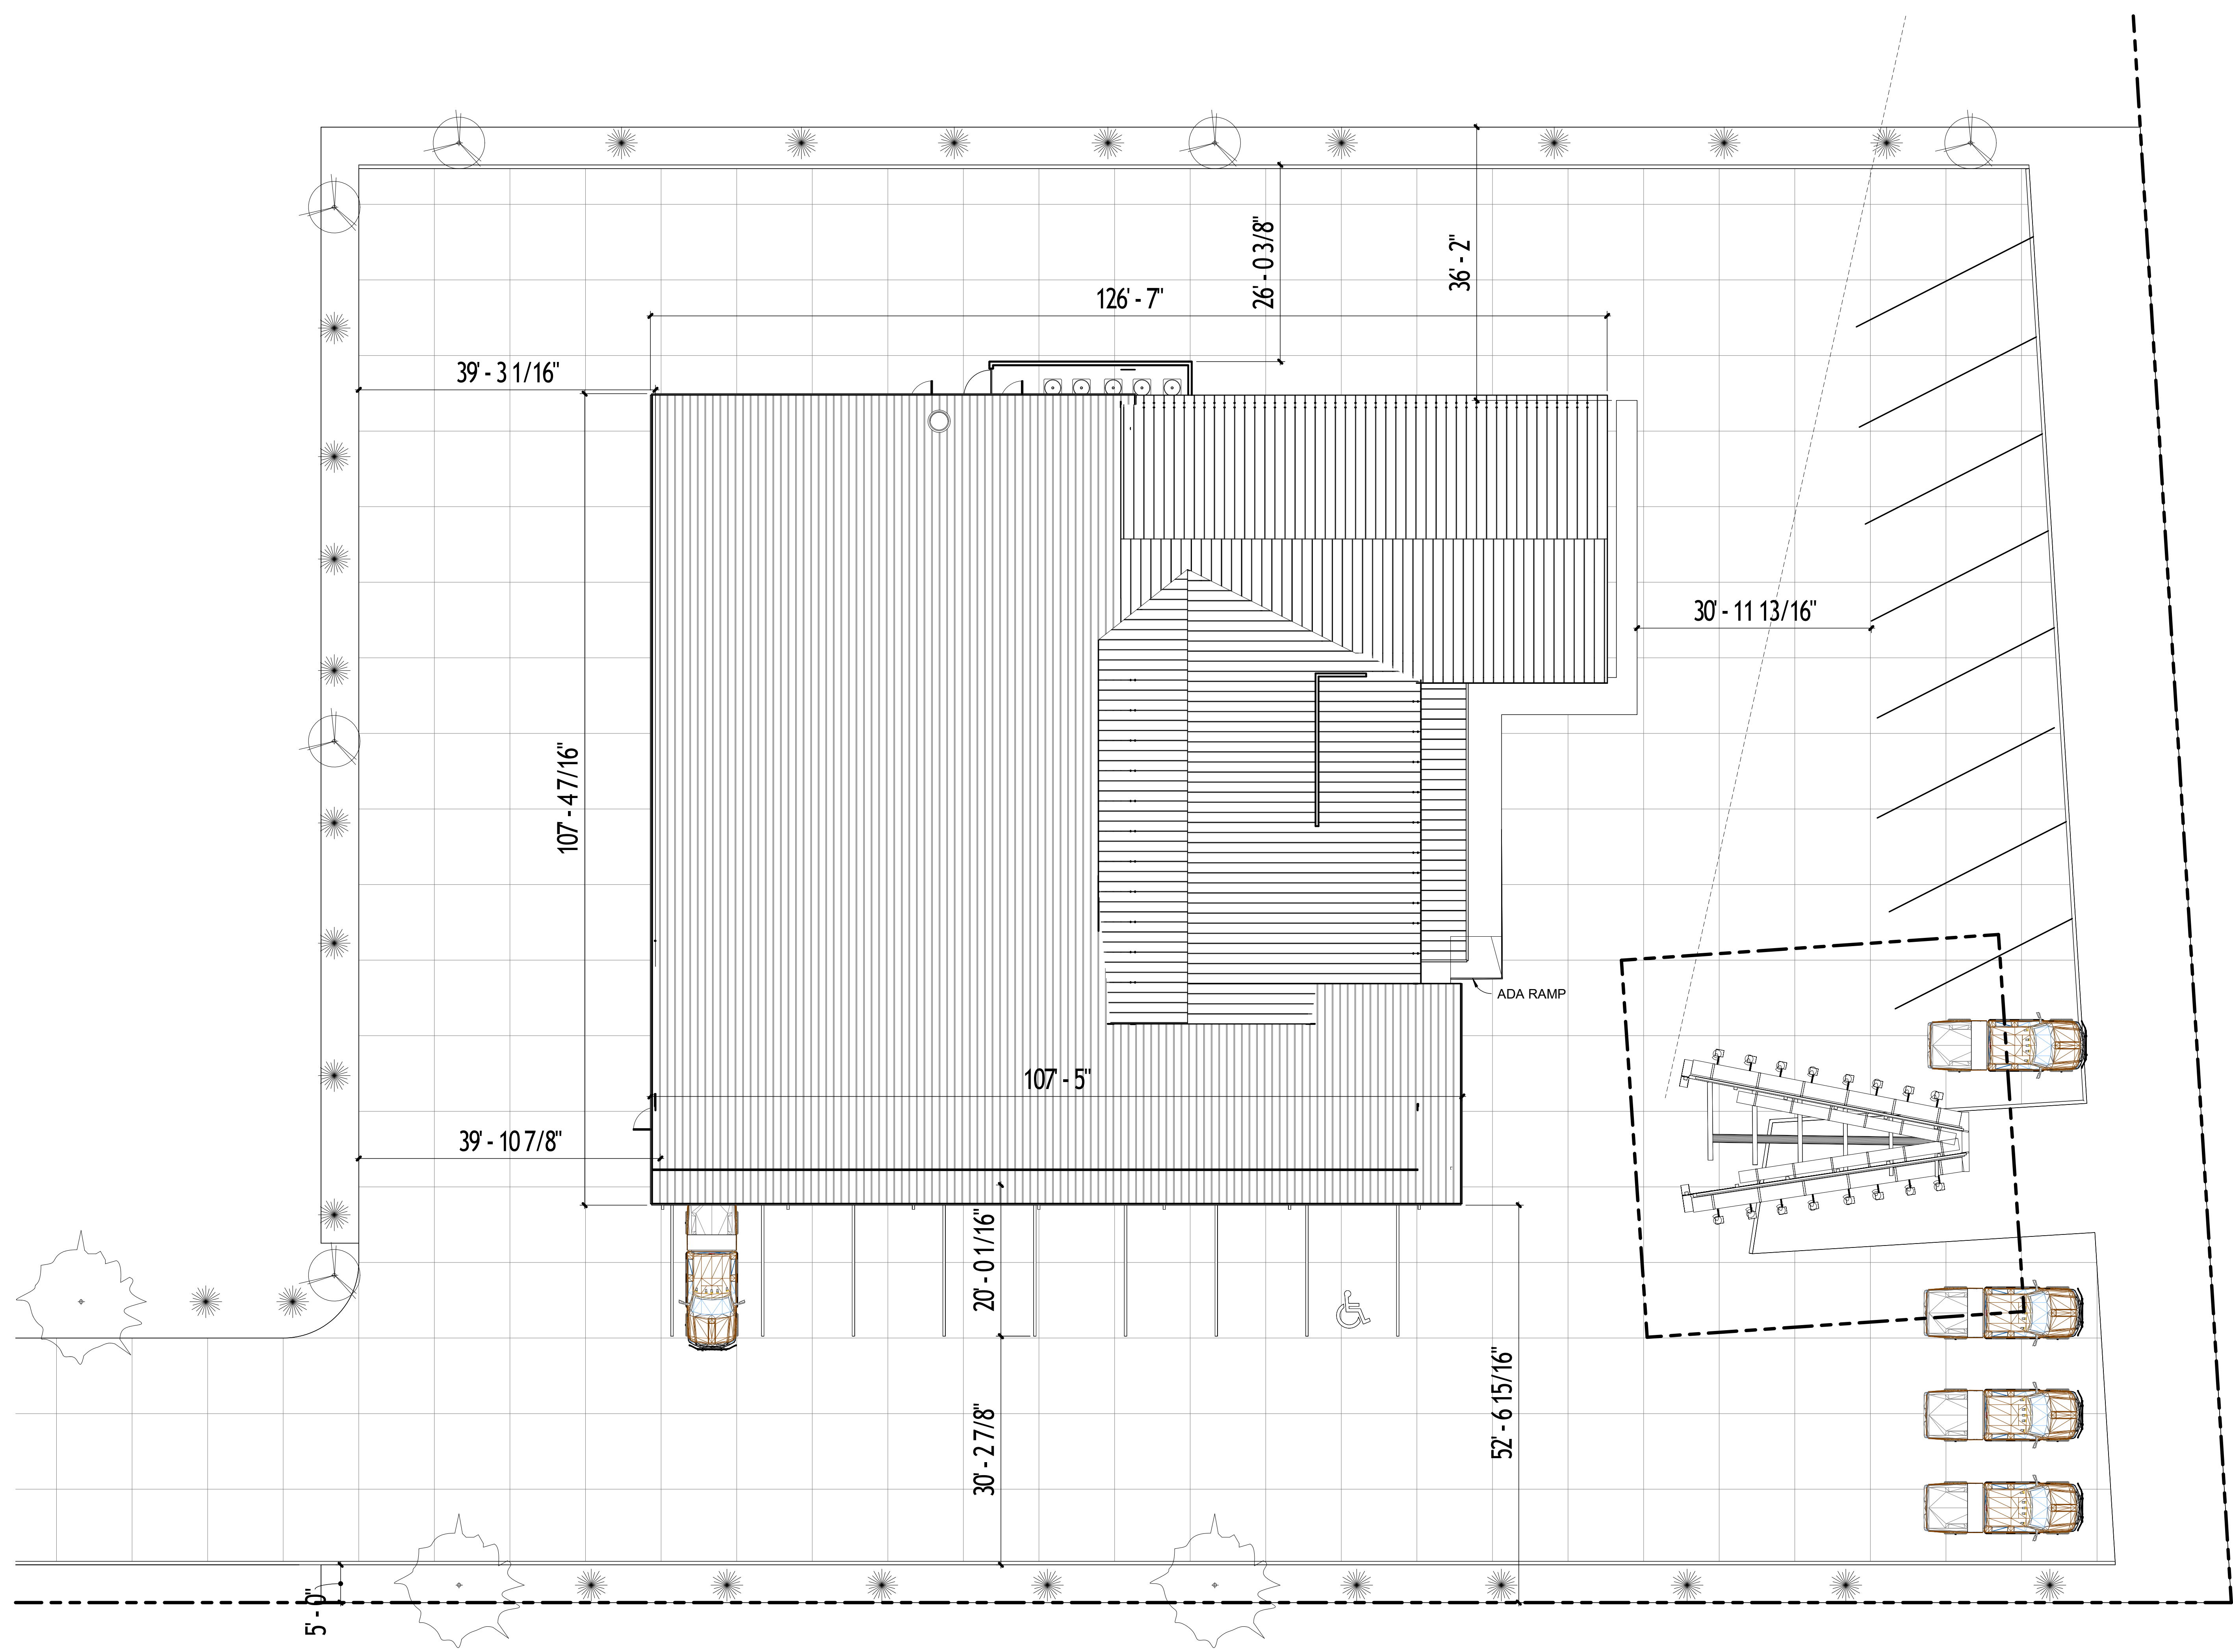 26' - 0 3/8"
36' - 2"
126' - 7"
39' - 3 1/16"
30' - 11 13/16"
107' - 4 7/16"
ADA RAMP
107' - 5"
39' - 10 7/8"
20' - 0 1/16"
52' - 6 15/16"
30' - 2 7/8"
5' - 0"